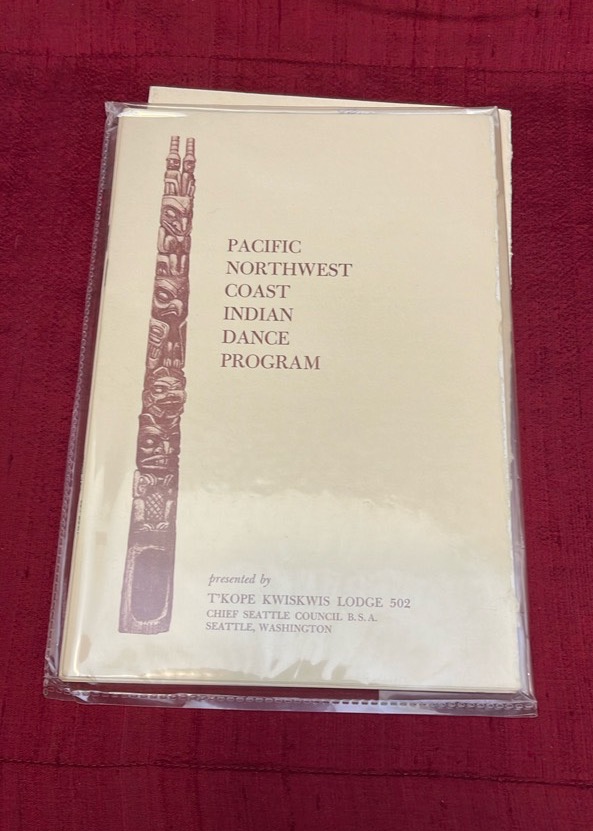 PACIFIC
NORTHWEST
COAST
INDIAN
DANCE
PROGRAM
presented by
T'KOPE KWISKWIS LODGE 502
CHIEF SEATTLE COUNCIL B.S.A.
SEATTLE, WASHINGTON